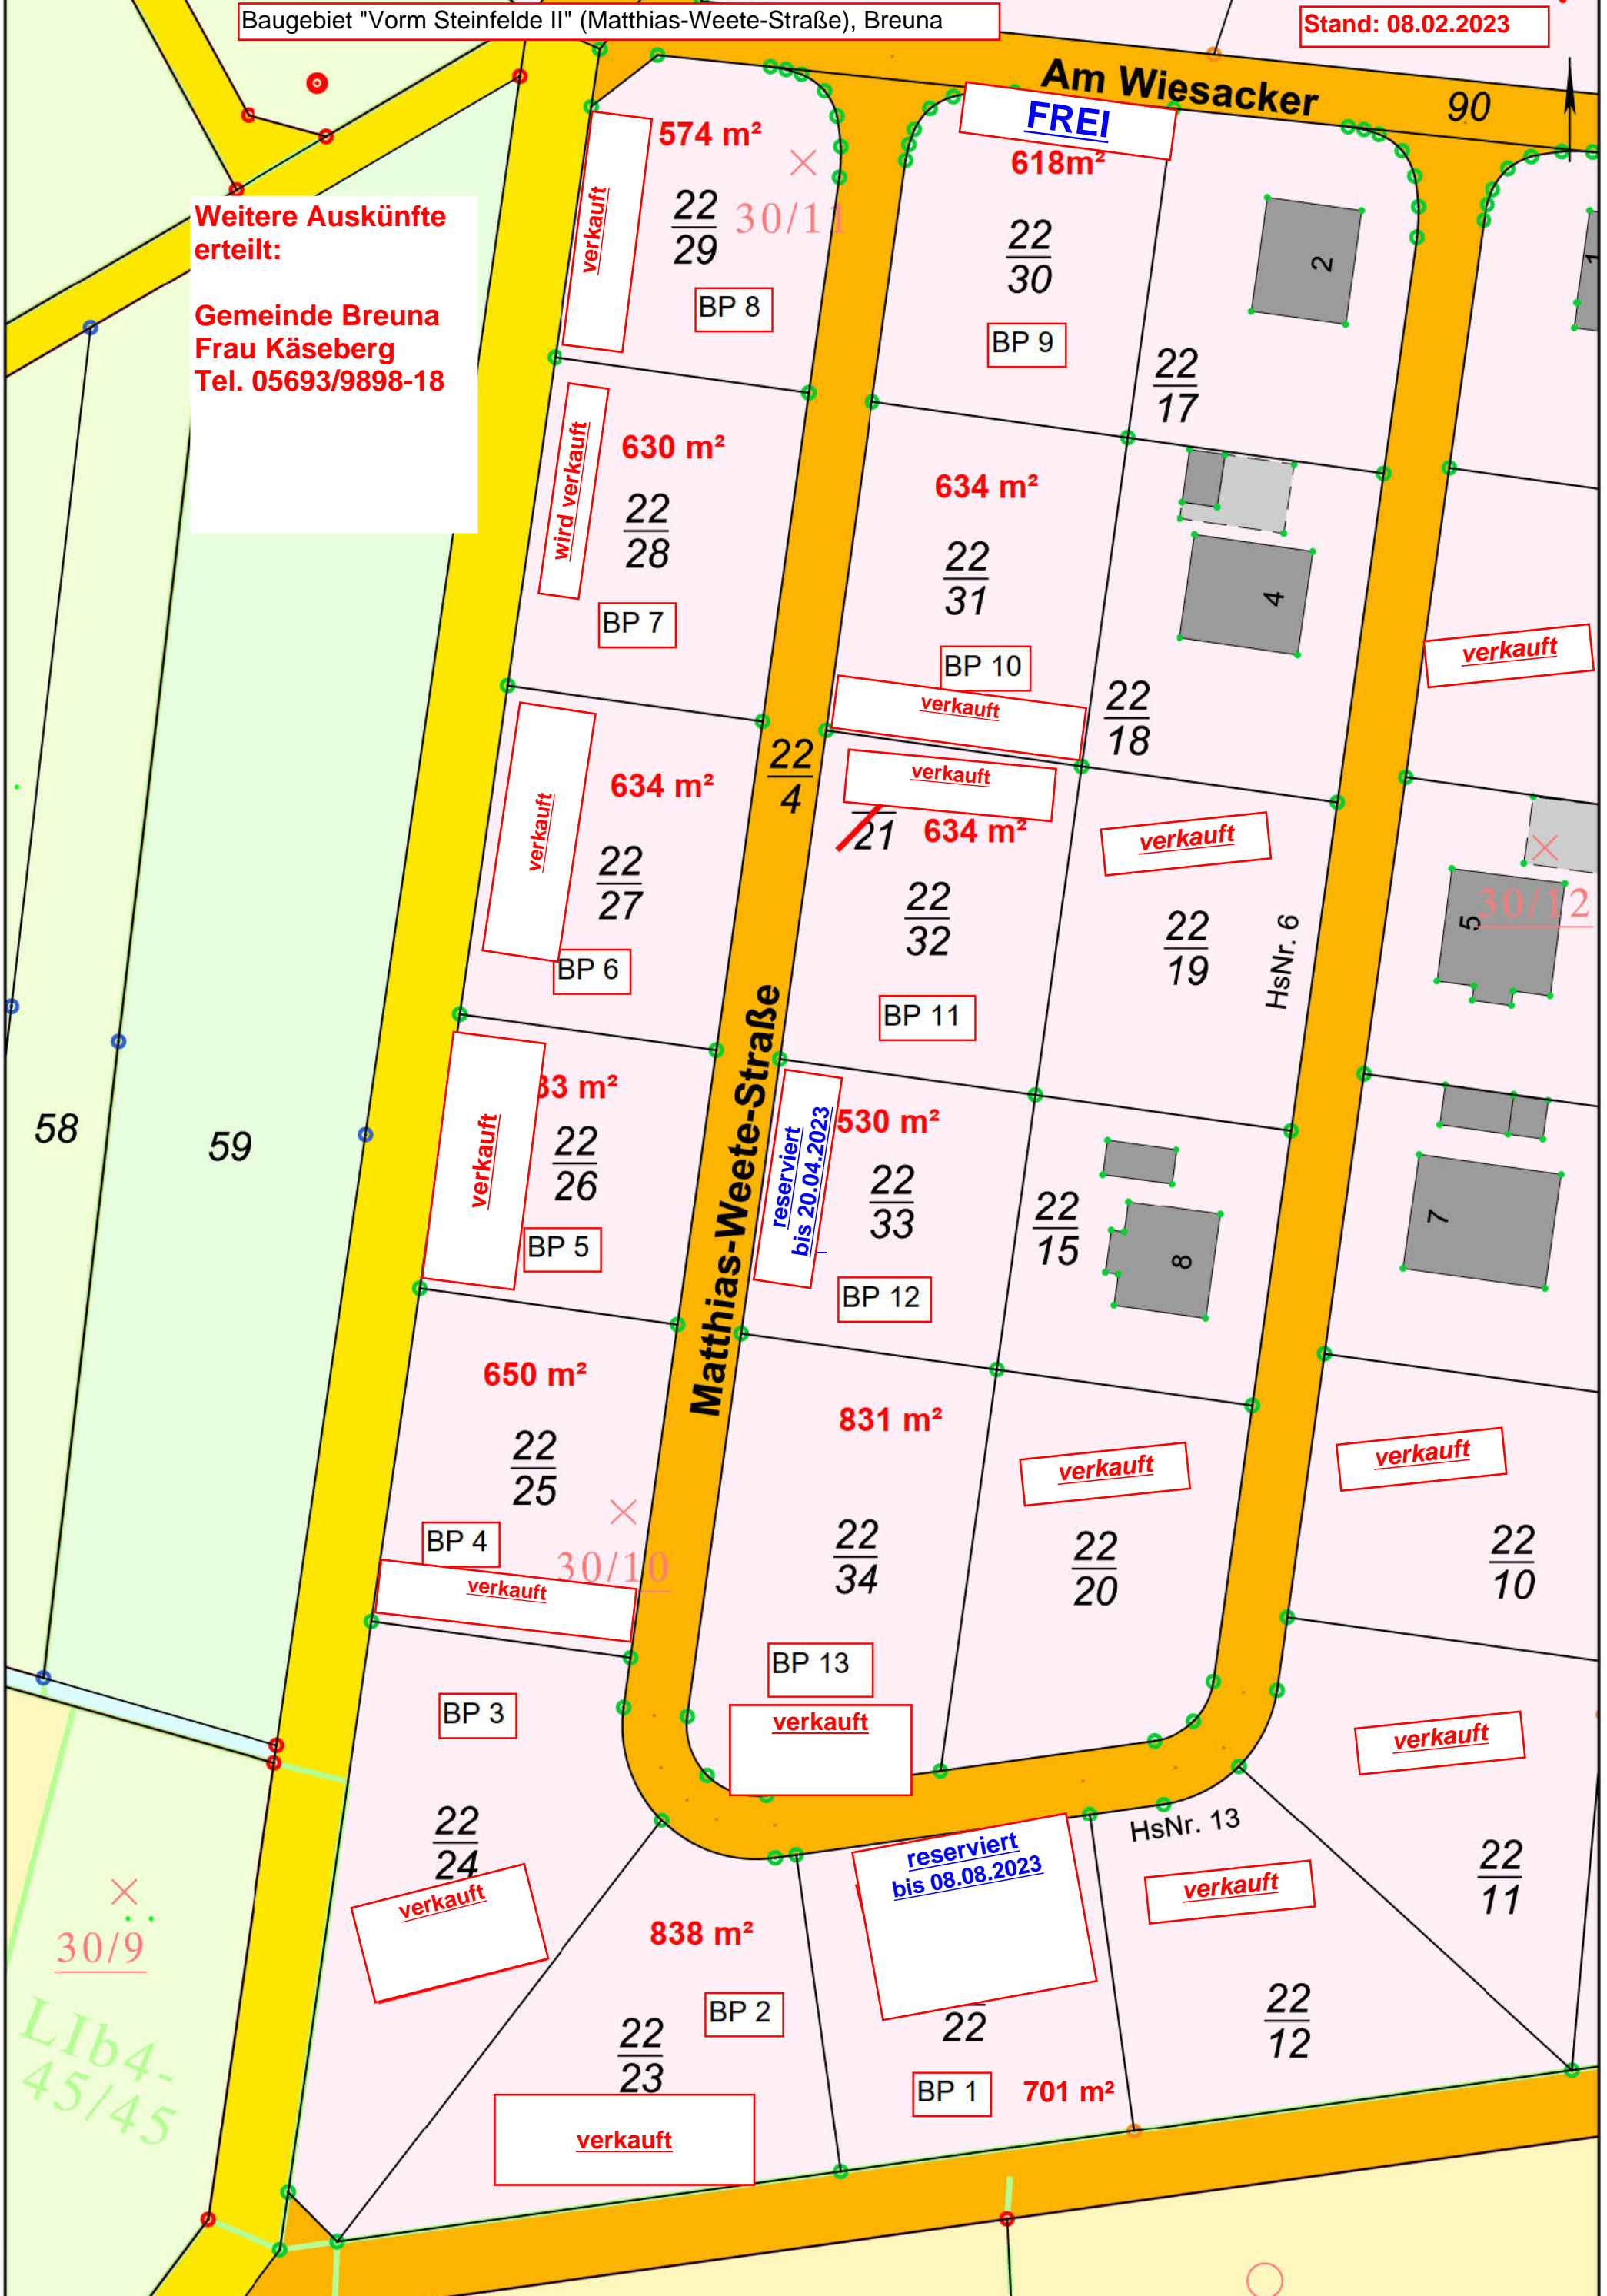 Baugebiet "Vorm Steinfelde II" (Matthias-Weete-Straße), Breuna
Stand: 08.02.2023
Am Wiesacker
90
Weitere Auskünfte
erteilt:
Gemeinde Breuna
Frau Käseberg
Tel. 05693/9898-18
verkauft
574 m²
22
29
30/11
BP 8
FREI
618m²
22
30
BP 9
2
1
22
17
wird verkauft
630 m²
22
28
BP 7
634 m²
22
31
BP 10
verkauft
4
22
18
verkauft
verkauft
634 m²
22
27
BP 6
22
4
verkauft
21
634 m²
22
32
BP 11
verkauft
22
19
HsNr. 6
5
30/12
58
59
verkauft
33 m²
22
26
BP 5
Matthias-Weete-Straße
reserviert
bis 20.04.2023
530 m²
22
33
BP 12
22
15
8
7
650 m²
22
25
BP 4
30/10
verkauft
831 m²
22
34
BP 13
verkauft
verkauft
22
20
verkauft
22
10
BP 3
22
24
verkauft
838 m²
BP 2
22
23
verkauft
reserviert
bis 08.08.2023
22
BP 1
701 m²
HsNr. 13
verkauft
22
12
verkauft
22
11
30/9
LIb4-
45/45